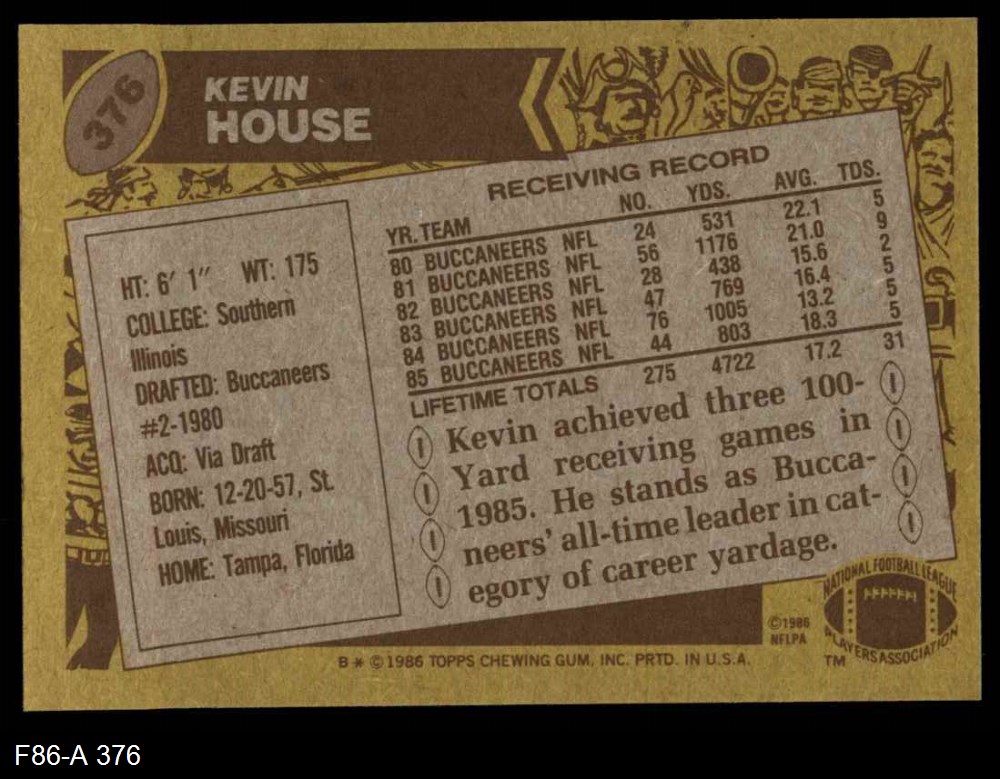 376
KEVIN
HOUSE
HT: 6' 1" WT: 175
COLLEGE: Southern
Illinois
DRAFTED: Buccaneers
#2-1980
ACQ: Via Draft
BORN: 12-20-57, St.
Louis, Missouri
HOME: Tampa, Florida
RECEIVING RECORD
YR. TEAM NO. YDS. AVG. TDS.
80 BUCCANEERS NFL 24 531 22.1 5
81 BUCCANEERS NFL 56 1176 21.0 9
82 BUCCANEERS NFL 28 438 15.6 2
83 BUCCANEERS NFL 47 769 16.4 5
84 BUCCANEERS NFL 76 1005 13.2 5
85 BUCCANEERS NFL 44 803 18.3 5
LIFETIME TOTALS 275 4722 17.2 31
Kevin achieved three 100-
Yard receiving games in
1985. He stands as Bucca-
neers' all-time leader in cat-
egory of career yardage.
©1986
NFLPA
NATIONAL FOOTBALL LEAGUE
PLAYERS ASSOCIATION
TM
B * © 1986 TOPPS CHEWING GUM, INC. PRTD. IN U.S.A.
F86-A 376